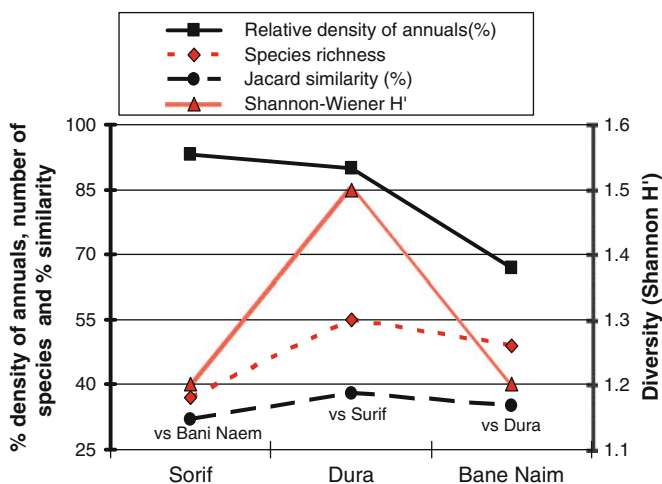 Relative density of annuals(%)
Species richness
Jacard similarity (%)
Shannon-Wiener H'
% density of annuals, number of
species and % similarity
100
85
70
55
40
25
1.6
1.5
1.4
1.3
1.2
1.1
Diversity (Shannon H')
vs Bani Naem
vs Surif
vs Dura
Sorif
Dura
Bane Naim